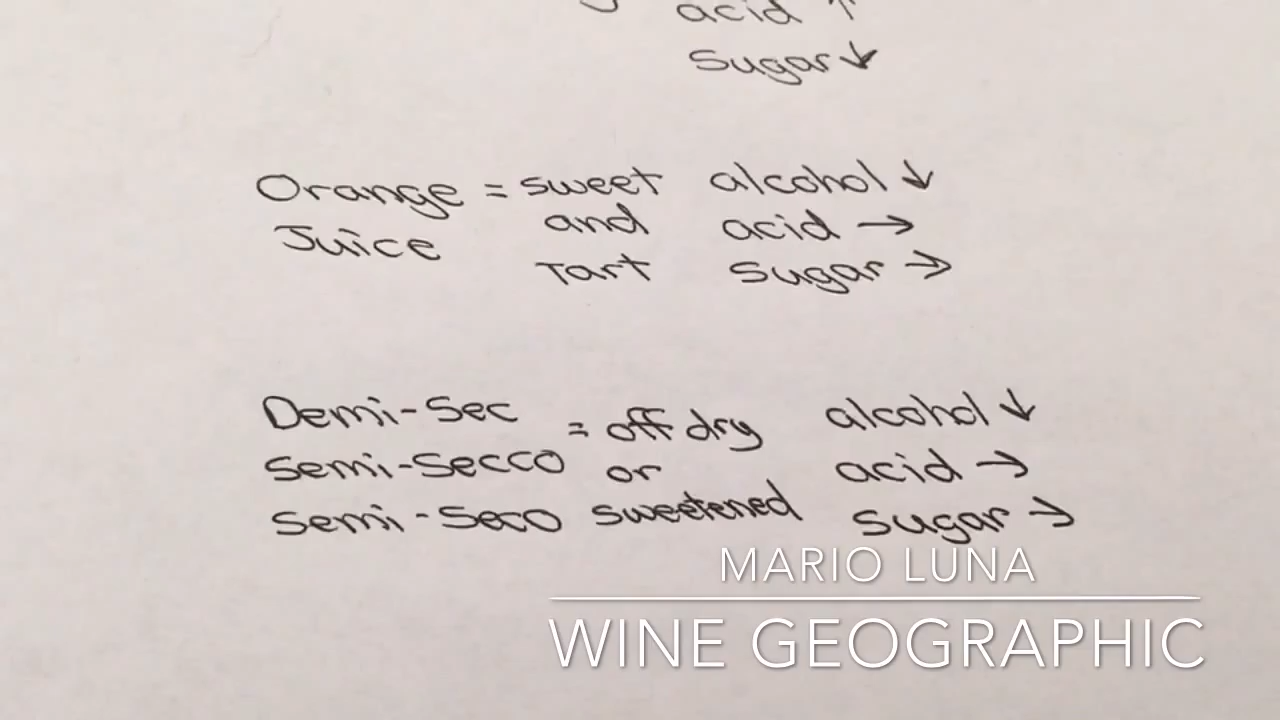 acid ↑
Sugar ↓
Orange = sweet alcohol ↓
Juice and acid →
Tart Sugar →
Demi-Sec = off dry alcohol ↓
Semi-Secco or acid →
Semi-Seco sweetened Sugar →
MARIO LUNA
WINE GEOGRAPHIC